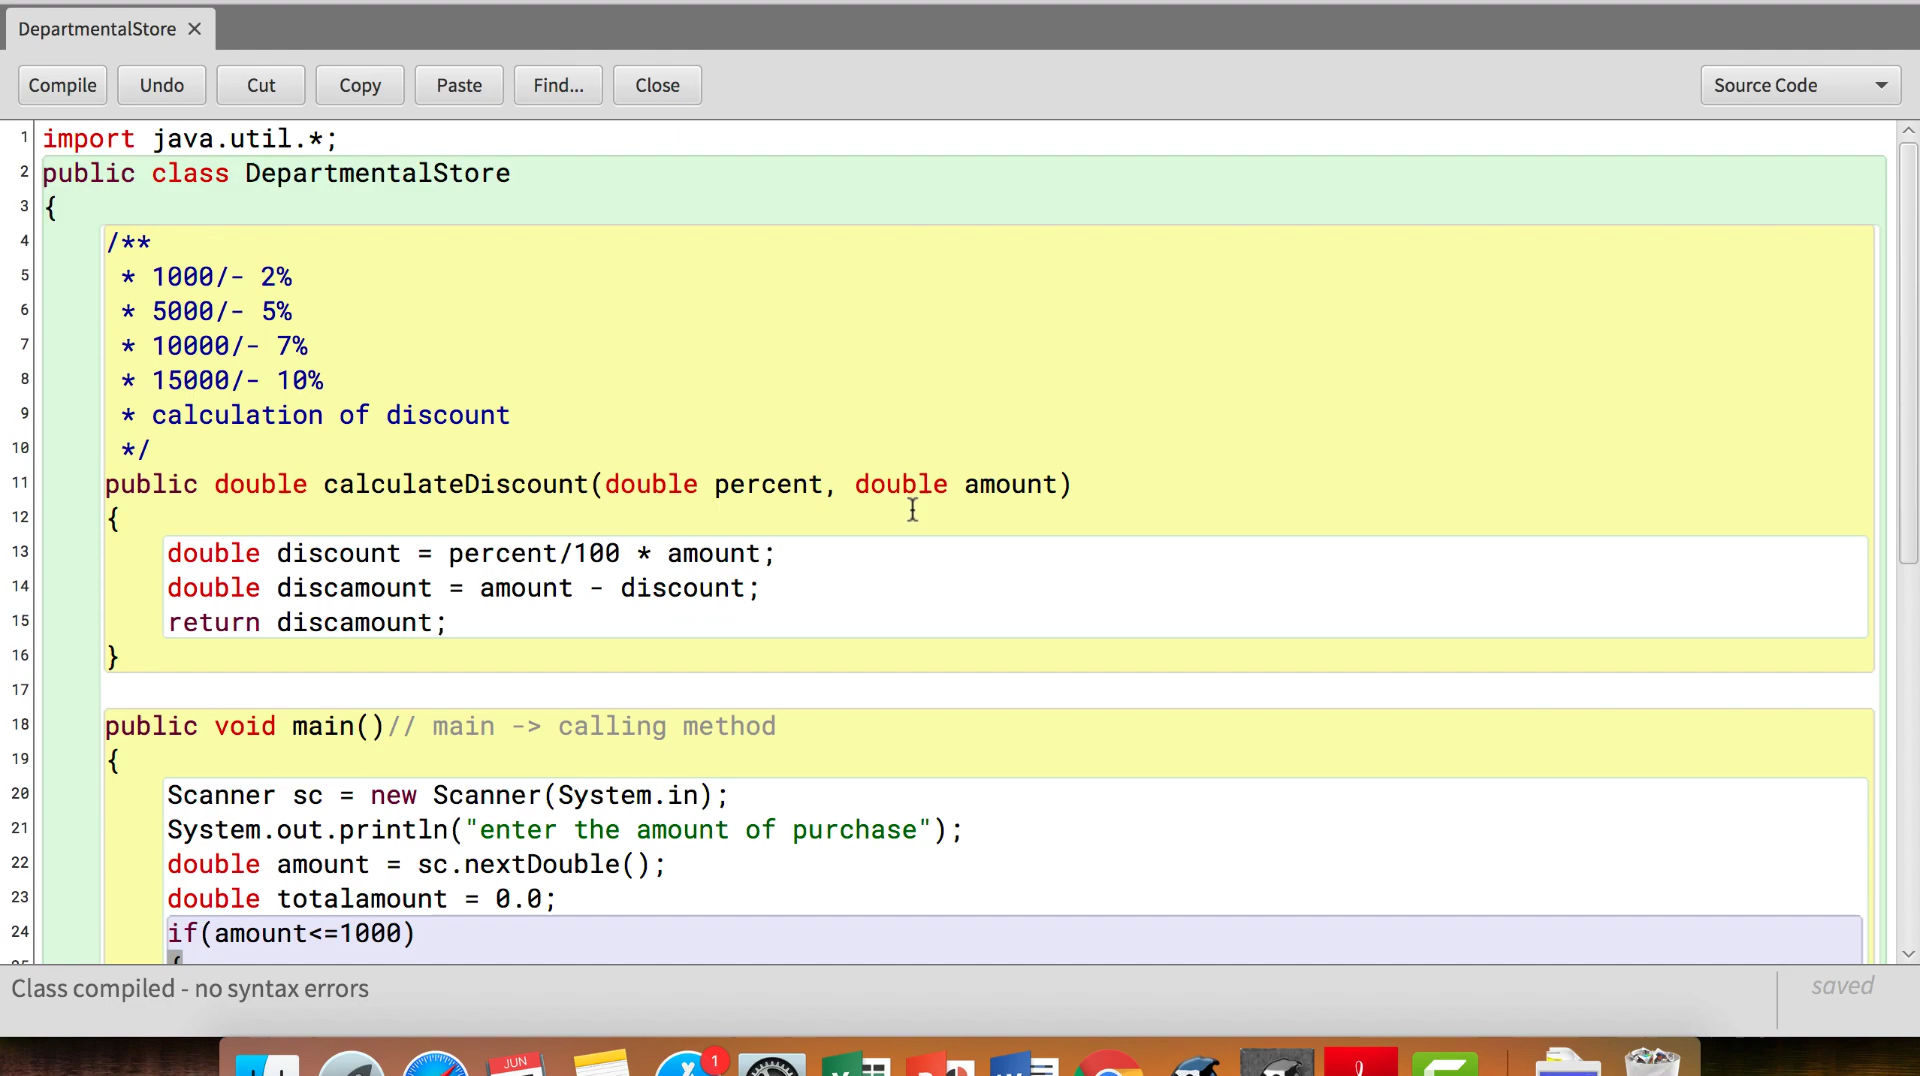 DepartmentalStore ×
Compile Undo Cut Copy Paste Find... Close Source Code
1 import java.util.*;
2 public class DepartmentalStore
3 {
4 /**
5 * 1000/- 2%
6 * 5000/- 5%
7 * 10000/- 7%
8 * 15000/- 10%
9 * calculation of discount
10 */
11 public double calculateDiscount(double percent, double amount)
12 {
13 double discount = percent/100 * amount;
14 double discamount = amount - discount;
15 return discamount;
16 }
17
18 public void main()// main -> calling method
19 {
20 Scanner sc = new Scanner(System.in);
21 System.out.println("enter the amount of purchase");
22 double amount = sc.nextDouble();
23 double totalamount = 0.0;
24 if(amount<=1000)
{
Class compiled - no syntax errors
saved
JUN
1